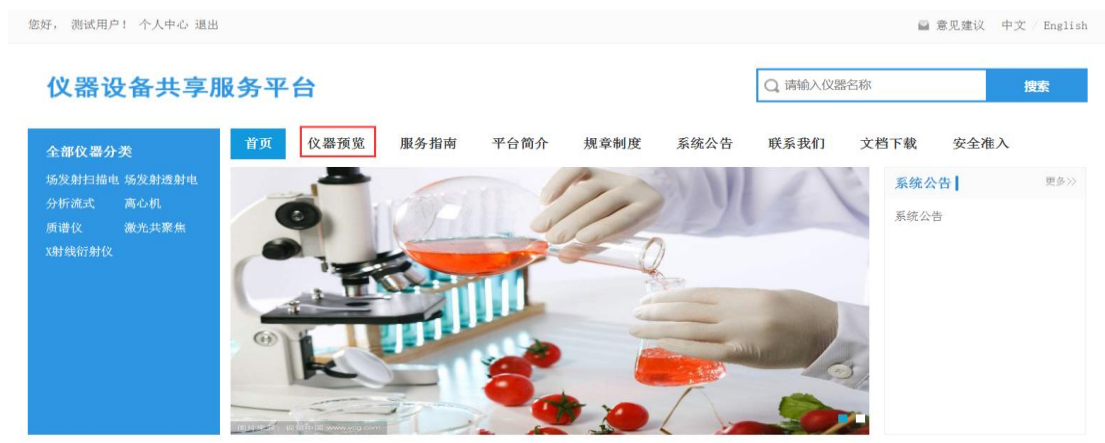 您好， 测试用户！ 个人中心 退出
意见建议 中文 / English
仪器设备共享服务平台
请输入仪器名称
搜索
首页 仪器预览 服务指南 平台简介 规章制度 系统公告 联系我们 文档下载 安全准入
全部仪器分类
场发射扫描电 场发射透射电
分析流式 离心机
质谱仪 激光共聚焦
X射线衍射仪
系统公告
更多>>
系统公告
www.vcg.com